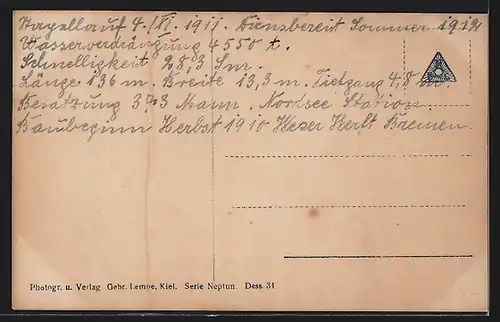 Stapellauf 4./XI. 1911. Dienstbereit Sommer 1912
Wasserverdrängung 4550 t.
Schnelligkeit 28,3 Sm.
Länge 136 m. Breite 13,3 m. Tiefgang 4,8 m.
Besatzung 373 Mann. Nordsee Station.
Baubeginn Herbst 1910 Weser Werft Bremen.
Photogr. u. Verlag Gebr. Lempe, Kiel. Serie Neptun. Dess. 34